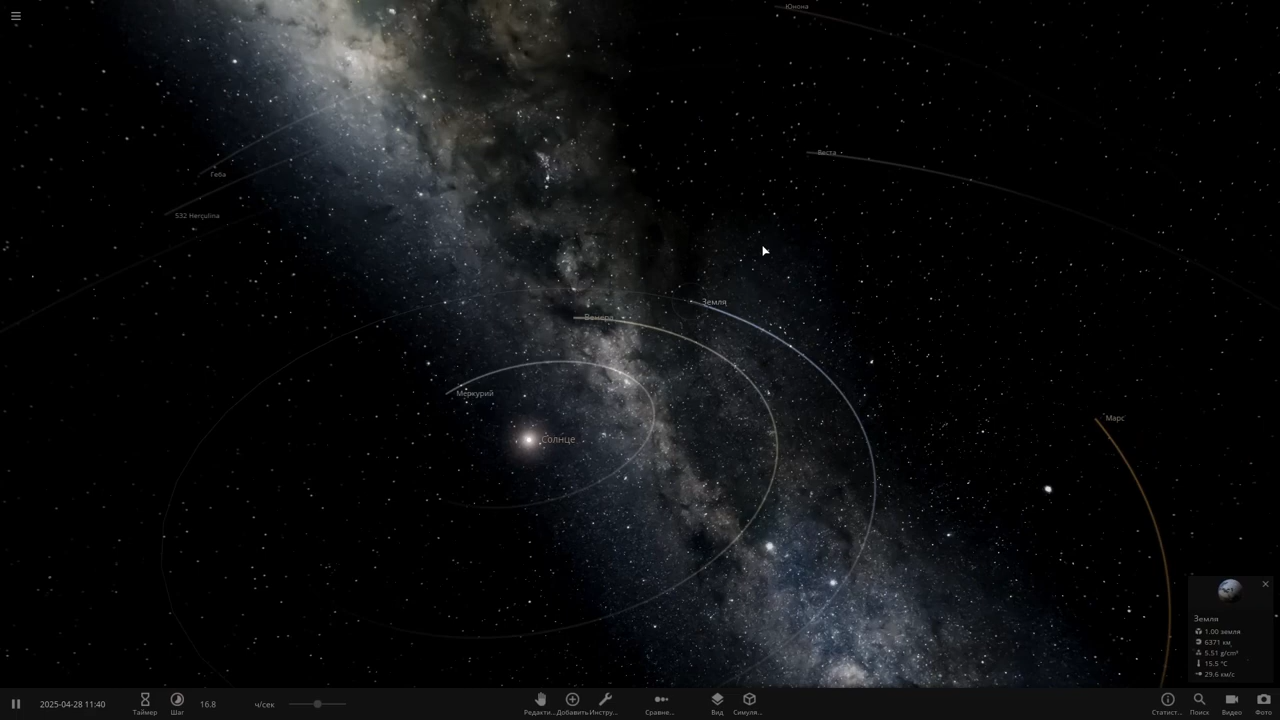 Юнона
Веста
Геба
532 Herculina
Земля
Венера
Меркурий
Солнце
Марс
Земля
1.00 земля
6371 км
5.51 g/cm³
15.5 °C
29.6 км/с
2025-04-28 11:40
Таймер
Шаг
16.8
ч/сек
Редакти...
Добавить
Инстру...
Сравне...
Вид
Симуля...
Статист...
Поиск
Видео
Фото